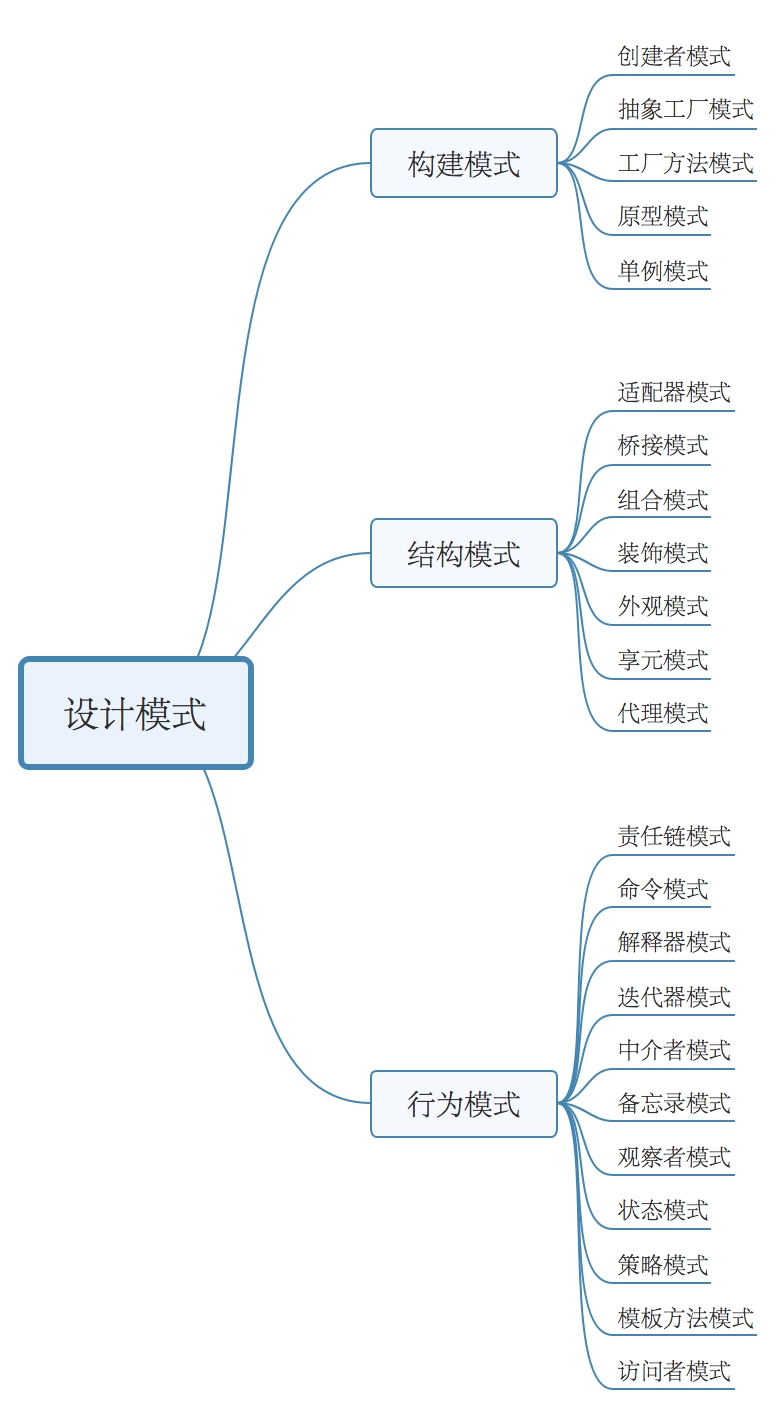 设计模式
构建模式
创建者模式
抽象工厂模式
工厂方法模式
原型模式
单例模式
结构模式
适配器模式
桥接模式
组合模式
装饰模式
外观模式
享元模式
代理模式
行为模式
责任链模式
命令模式
解释器模式
迭代器模式
中介者模式
备忘录模式
观察者模式
状态模式
策略模式
模板方法模式
访问者模式